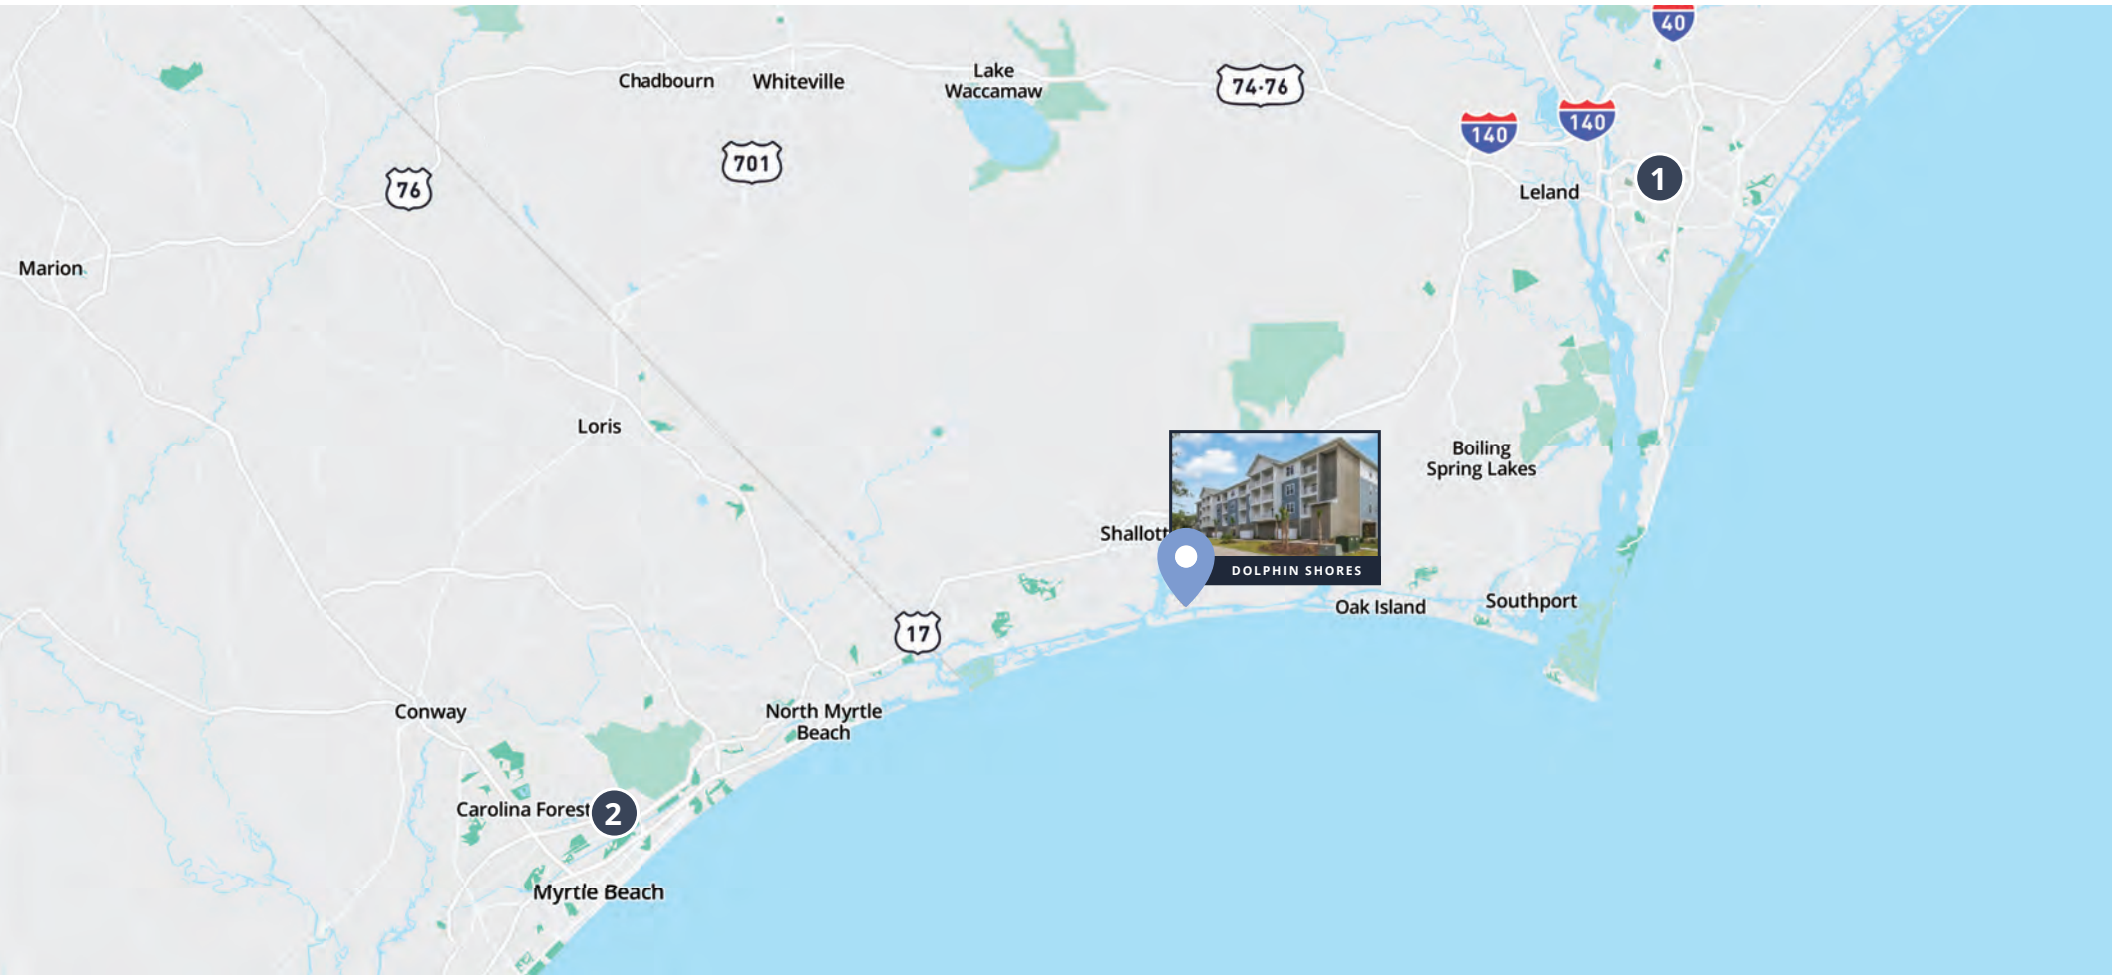 40
Chadbourn
Whiteville
Lake
Waccamaw
74·76
140
140
701
76
Leland
1
Marion
Loris
Boiling
Spring Lakes
Shallott
DOLPHIN SHORES
Oak Island
Southport
17
Conway
North Myrtle
Beach
Carolina Forest
2
Myrtle Beach